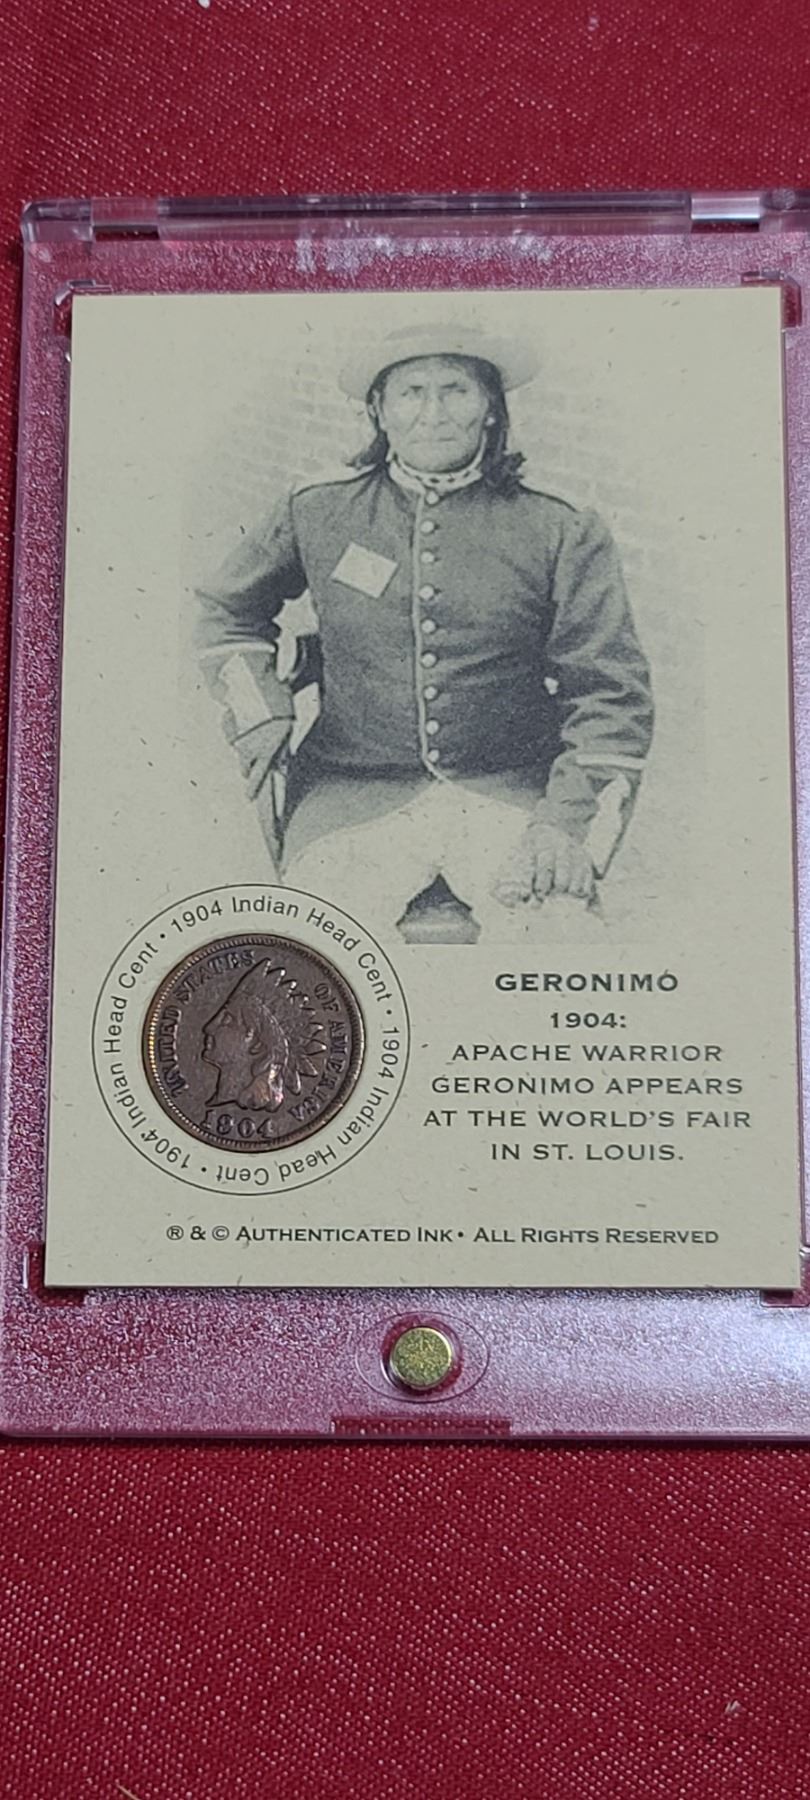 1904 Indian Head Cent • 1904 Indian Head Cent • 1904 Indian Head Cent •
UNITED STATES OF AMERICA
1904
GERONIMO
1904:
APACHE WARRIOR
GERONIMO APPEARS
AT THE WORLD'S FAIR
IN ST. LOUIS.
® & © AUTHENTICATED INK • ALL RIGHTS RESERVED